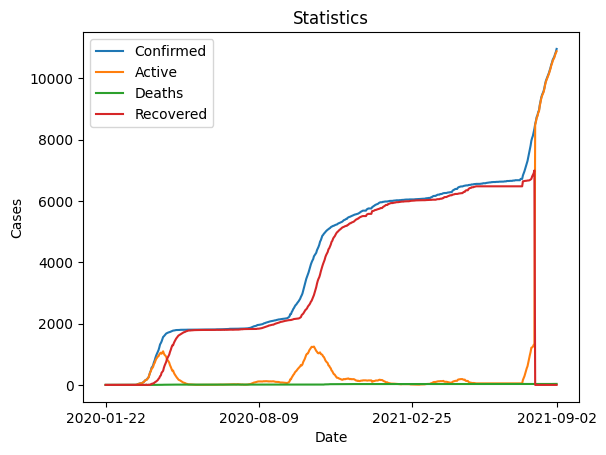 Statistics
Confirmed
Active
Deaths
Recovered
Cases
10000
8000
6000
4000
2000
0
2020-01-22
2020-08-09
2021-02-25
2021-09-02
Date